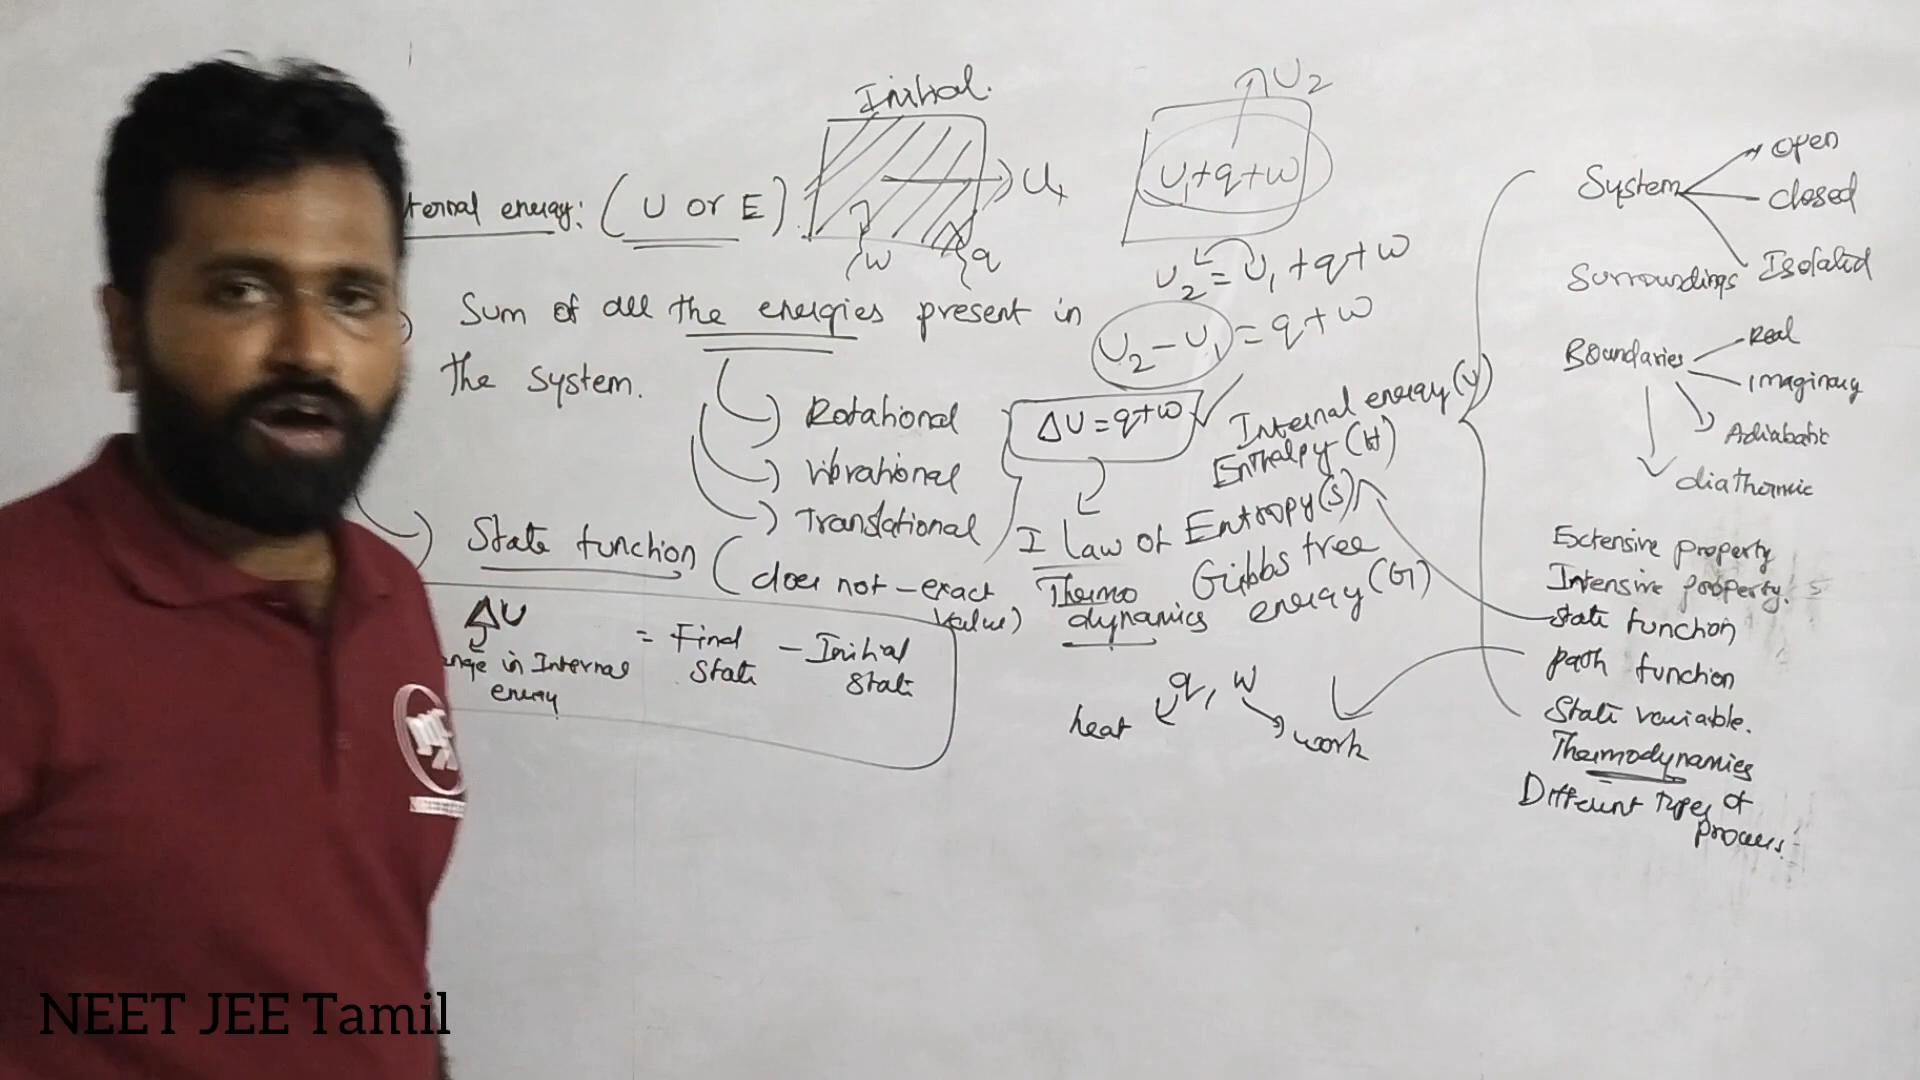 Initial.
U1
w
q
U2
U1+q+w
U2 = U1 + q + w
U2 - U1 = q + w
ΔU = q+w
ternal energy: (U or E)
Sum of all the energies present in
the system.
Rotational
Vibrational
Translational
State function (does not - exact
value)
ΔU
= Final
State
- Initial
State
ange in Internal
energy
I law of
Thermo
dynamics
Internal energy (U)
Enthalpy (H)
Entropy (S)
Gibbs free
energy (G)
q, w
heat
work
System
Open
closed
Isolated
Surroundings
Boundaries
Real
Imaginary
Adiabatic
diathermic
Extensive property
Intensive property.
State function
path function
State variable.
Thermodynamics
Different types of
process.
NEET JEE Tamil